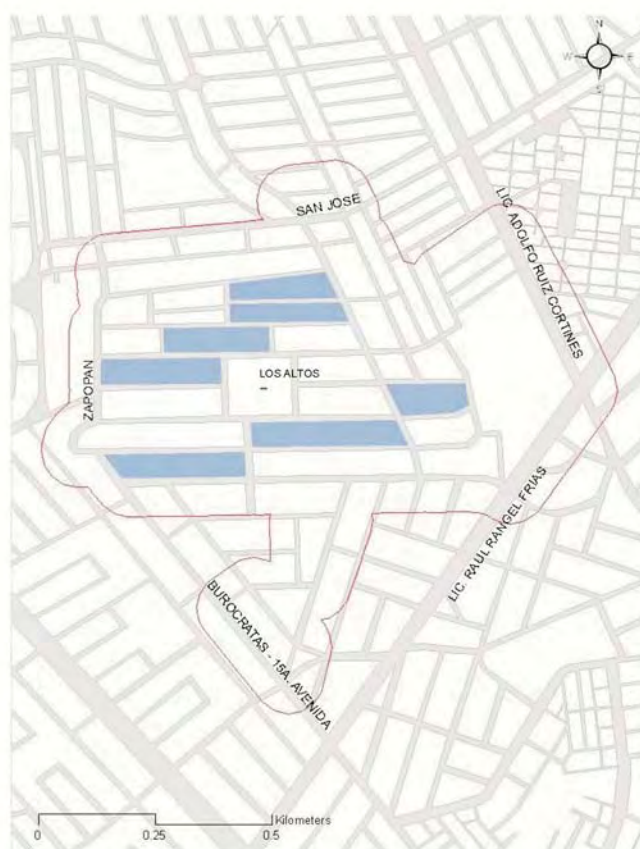 N
W E
S
SAN JOSE
LIC. ADOLFO RUIZ CORTINES
ZAPOPAN
LOS ALTOS
LIC. RAUL RANGEL FRIAS
BUROCRATAS - 15A. AVENIDA
Kilometers
0 0.25 0.5